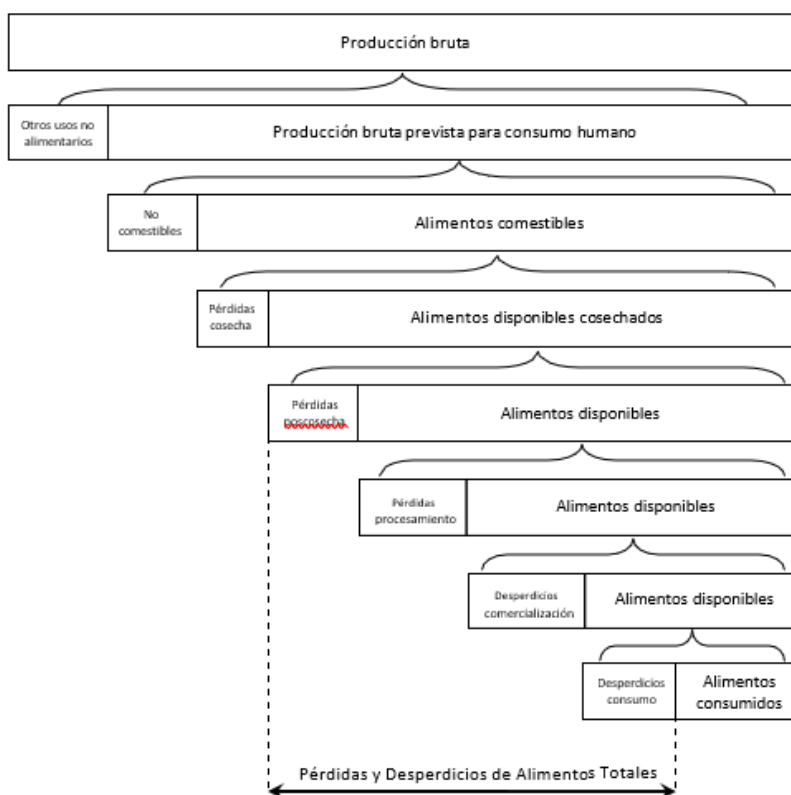 Producción bruta
Otros usos no
alimentarios
Producción bruta prevista para consumo humano
No
comestibles
Alimentos comestibles
Pérdidas
cosecha
Alimentos disponibles cosechados
Pérdidas
poscosecha
Alimentos disponibles
Pérdidas
procesamiento
Alimentos disponibles
Desperdicios
comercialización
Alimentos disponibles
Desperdicios
consumo
Alimentos
consumidos
Pérdidas y Desperdicios de Alimentos Totales